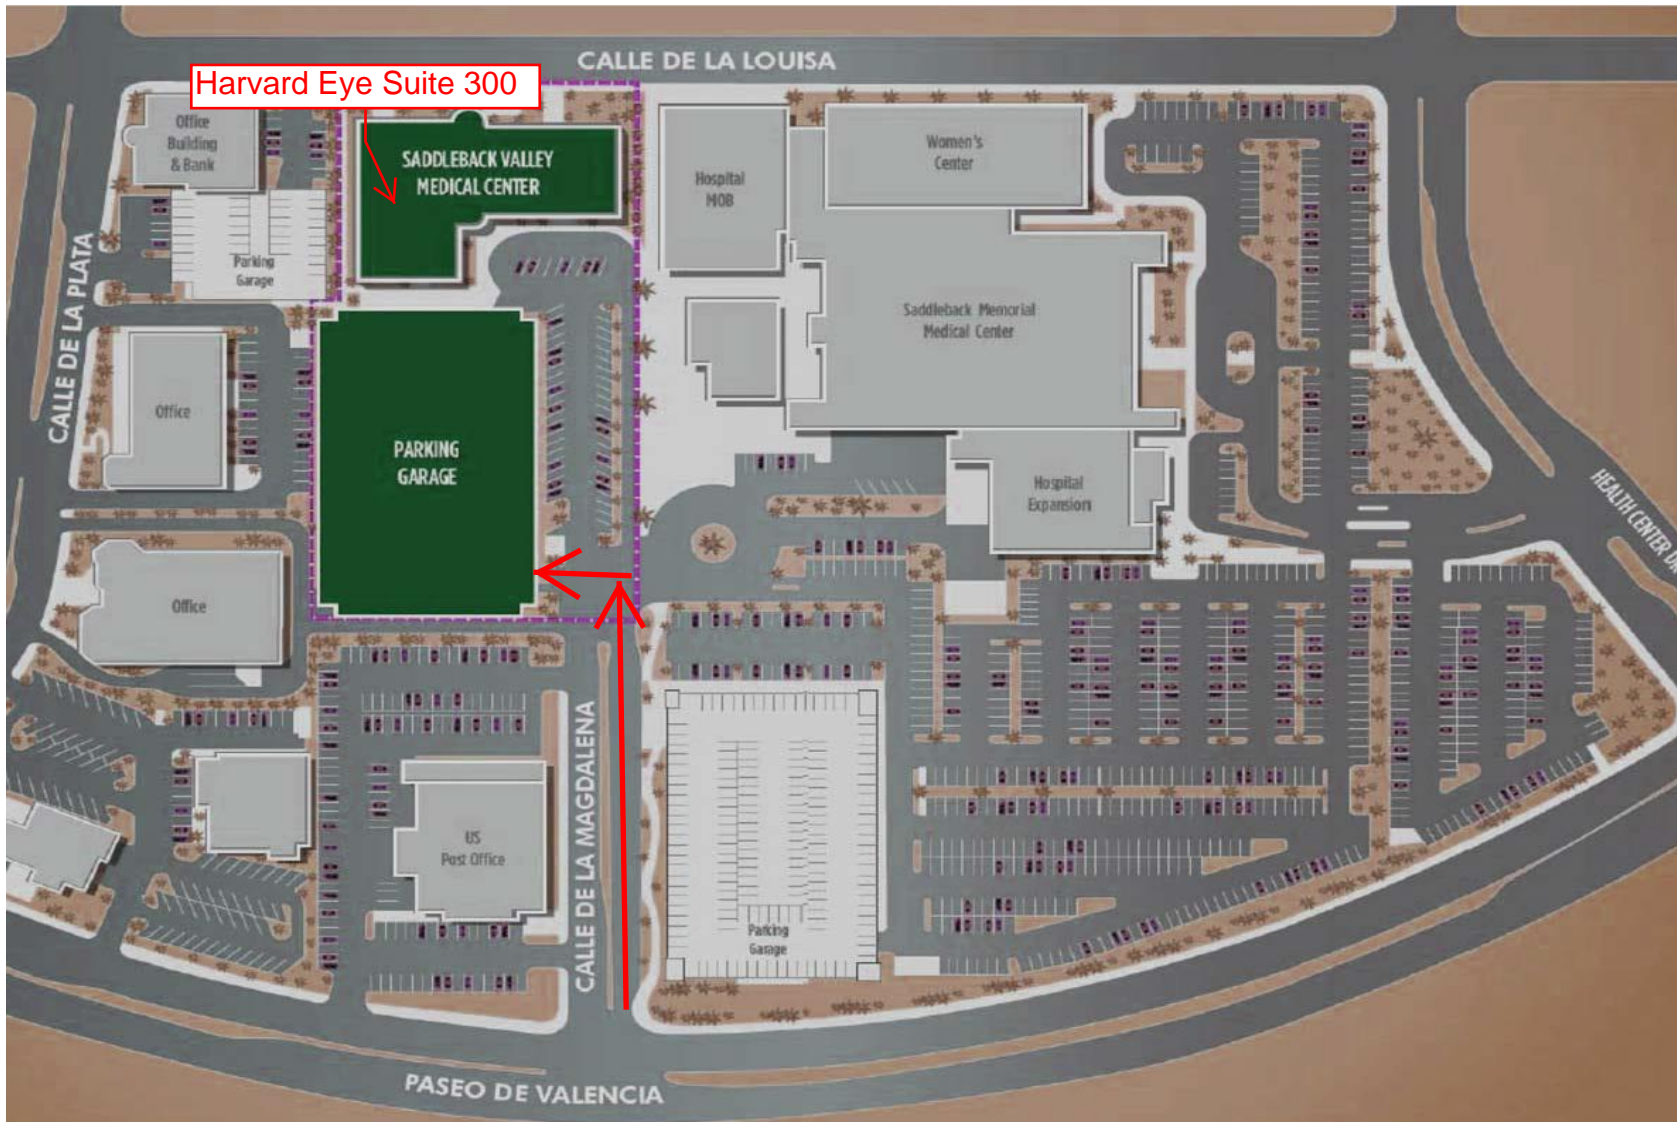 CALLE DE LA LOUISA
Harvard Eye Suite 300
Office
Building
& Bank
SADDLEBACK VALLEY
MEDICAL CENTER
Hospital
MOB
Women's
Center
Parking
Garage
CALLE DE LA PLATA
Saddleback Memorial
Medical Center
Office
PARKING
GARAGE
Hospital
Expansion
HEALTH CENTER DR
Office
CALLE DE LA MAGDALENA
US
Post Office
Parking
Garage
PASEO DE VALENCIA